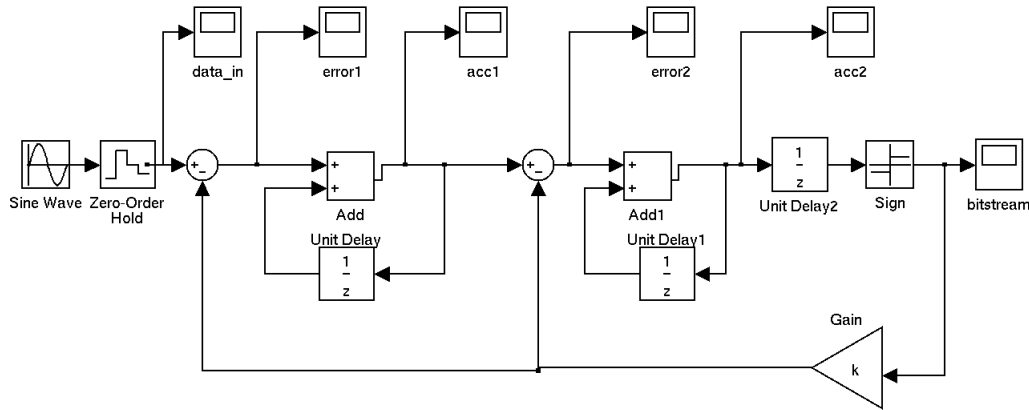 data_in
error1
acc1
error2
acc2
+
−
+
+
+
−
+
+
1
z
Sine Wave
Zero-Order
Hold
Add
Add1
Unit Delay2
Sign
bitstream
Unit Delay
1
z
Unit Delay1
1
z
Gain
k